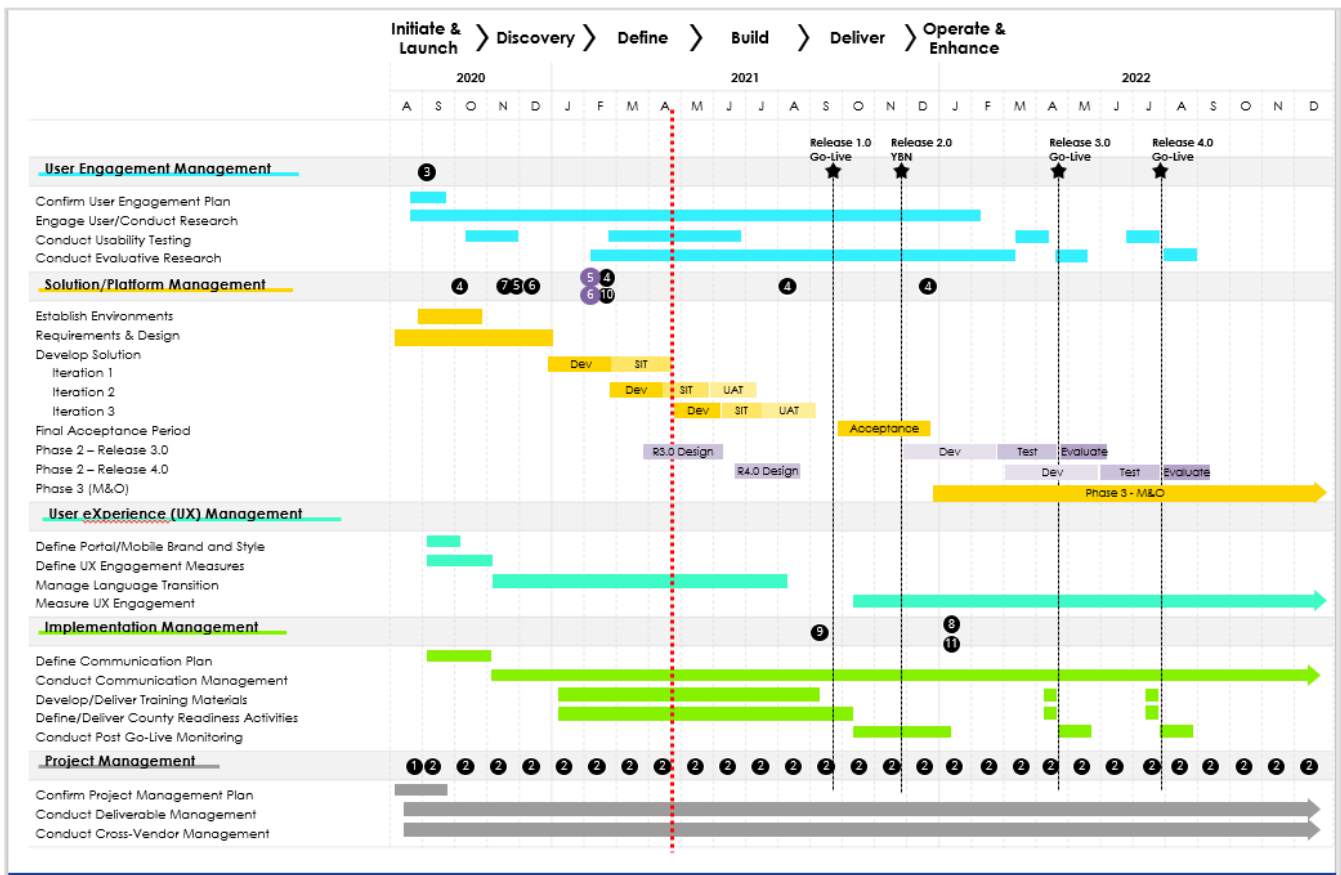 Initiate & Launch Discovery Define Build Deliver Operate & Enhance
2020 2021 2022
A S O N D J F M A M J J A S O N D J F M A M J J A S O N D
Release 1.0 Go-Live
Release 2.0 YBN
Release 3.0 Go-Live
Release 4.0 Go-Live
User Engagement Management 3
Confirm User Engagement Plan
Engage User/Conduct Research
Conduct Usability Testing
Conduct Evaluative Research
Solution/Platform Management 4 7 5 6 5 4 6 10 4 4
Establish Environments
Requirements & Design
Develop Solution
Iteration 1 Dev SIT
Iteration 2 Dev SIT UAT
Iteration 3 Dev SIT UAT
Final Acceptance Period Acceptance
Phase 2 – Release 3.0 R3.0 Design Dev Test Evaluate
Phase 2 – Release 4.0 R4.0 Design Dev Test Evaluate
Phase 3 (M&O) Phase 3 - M&O
User eXperience (UX) Management
Define Portal/Mobile Brand and Style
Define UX Engagement Measures
Manage Language Transition
Measure UX Engagement
Implementation Management 9 8 11
Define Communication Plan
Conduct Communication Management
Develop/Deliver Training Materials
Define/Deliver County Readiness Activities
Conduct Post Go-Live Monitoring
Project Management 1 2 2 2 2 2 2 2 2 2 2 2 2 2 2 2 2 2 2 2 2 2 2 2 2 2 2 2 2
Confirm Project Management Plan
Conduct Deliverable Management
Conduct Cross-Vendor Management